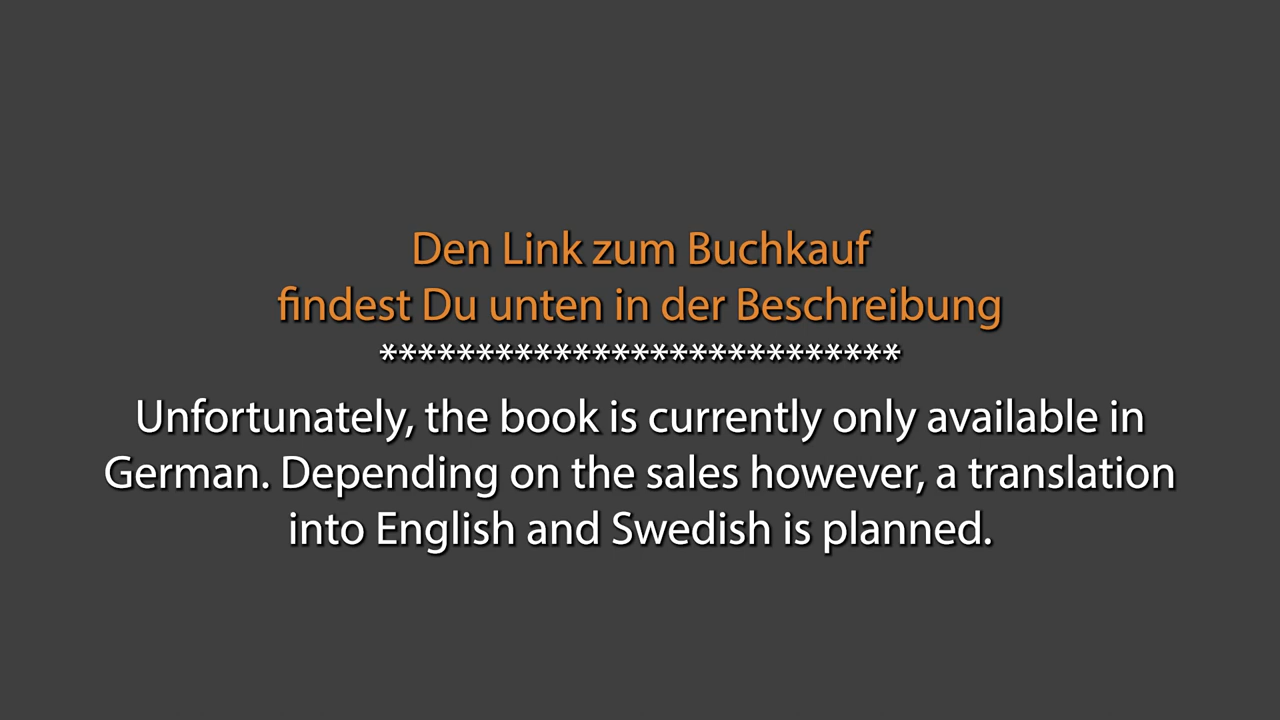 Den Link zum Buchkauf
findest Du unten in der Beschreibung
***************************
Unfortunately, the book is currently only available in
German. Depending on the sales however, a translation
into English and Swedish is planned.